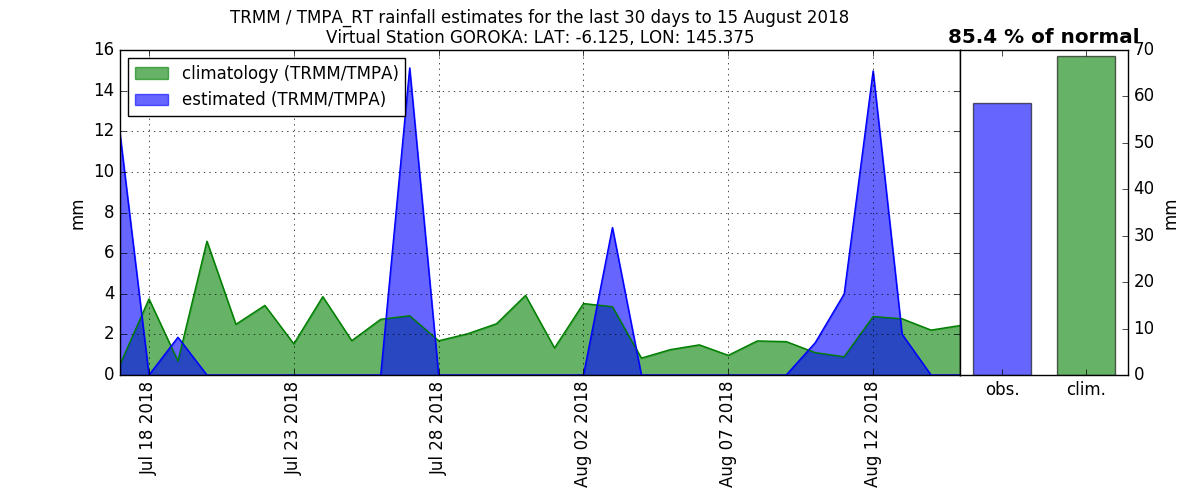 TRMM / TMPA_RT rainfall estimates for the last 30 days to 15 August 2018
Virtual Station GOROKA: LAT: -6.125, LON: 145.375
85.4 % of normal
climatology (TRMM/TMPA)
estimated (TRMM/TMPA)
mm
16
14
12
10
8
6
4
2
0
Jul 18 2018
Jul 23 2018
Jul 28 2018
Aug 02 2018
Aug 07 2018
Aug 12 2018
obs.
clim.
70
60
50
40
30
20
10
0
mm